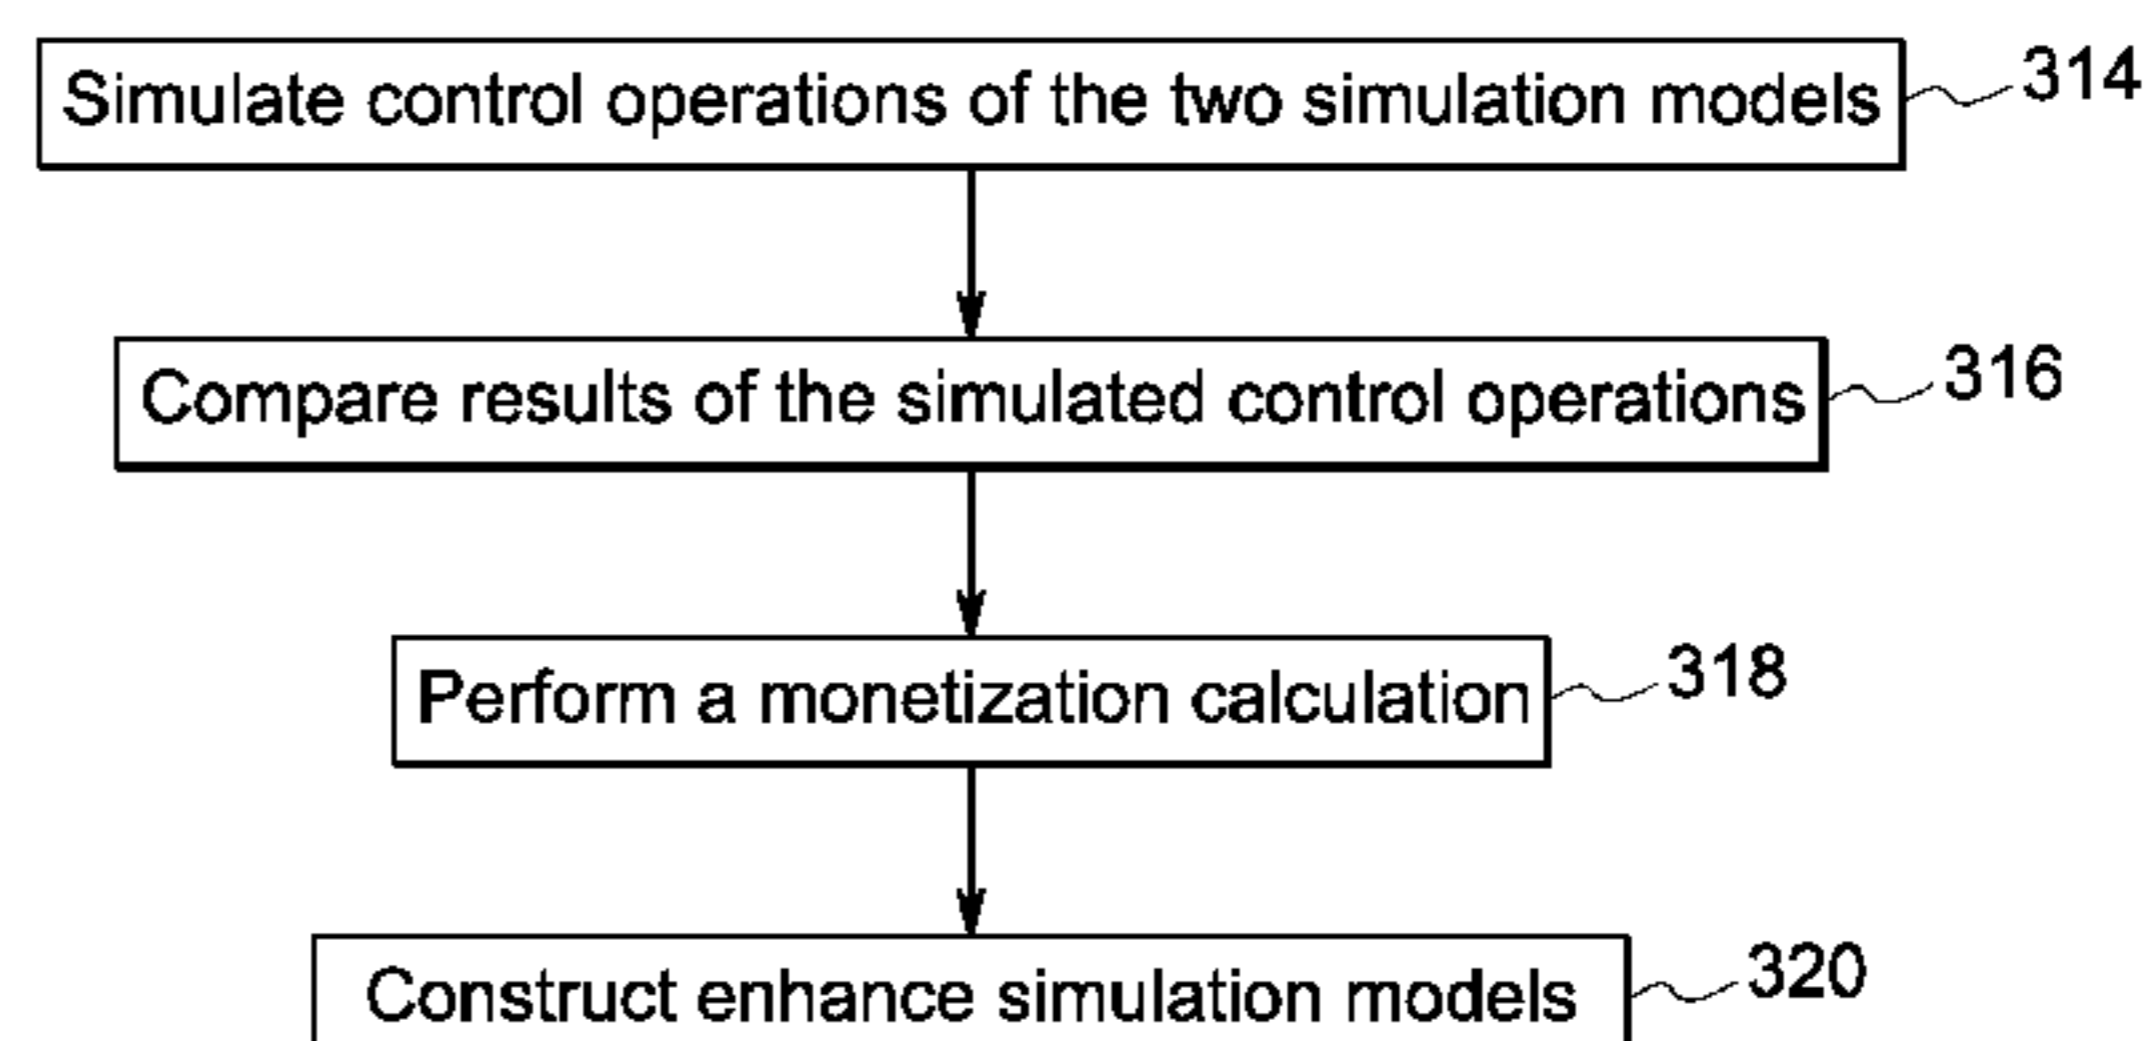 Simulate control operations of the two simulation models 314
Compare results of the simulated control operations 316
Perform a monetization calculation 318
Construct enhance simulation models 320